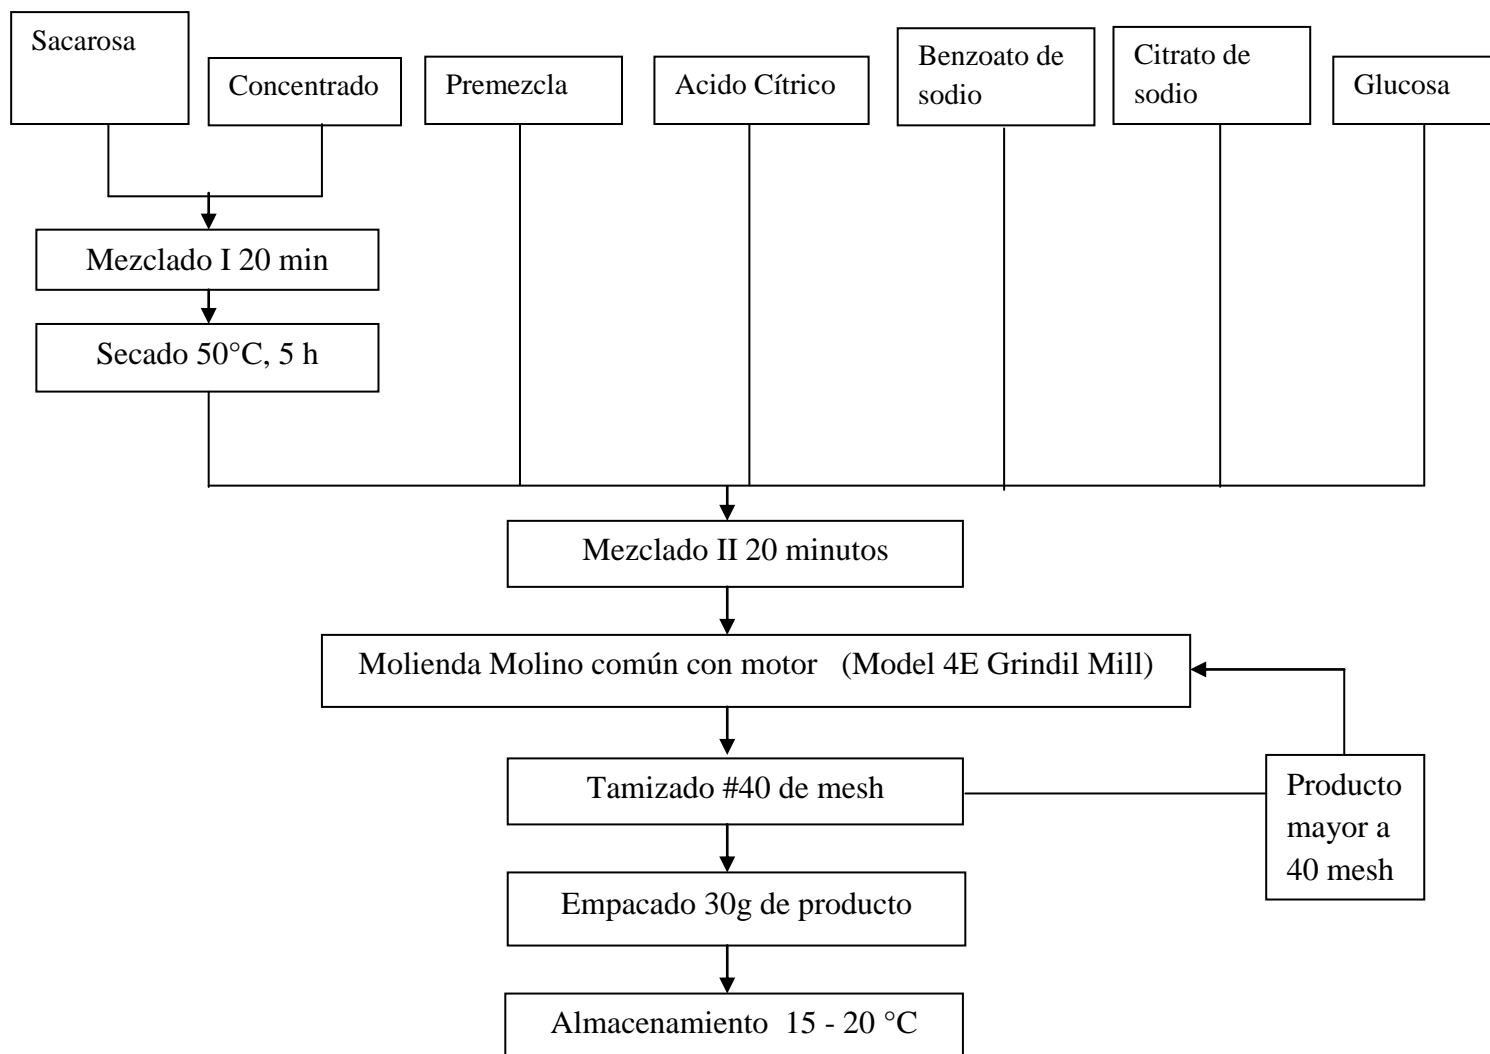 Sacarosa
Concentrado
Premezcla
Acido Cítrico
Benzoato de
sodio
Citrato de
sodio
Glucosa
Mezclado I 20 min
Secado 50°C, 5 h
Mezclado II 20 minutos
Molienda Molino común con motor (Model 4E Grindil Mill)
Tamizado #40 de mesh
Producto
mayor a
40 mesh
Empacado 30g de producto
Almacenamiento 15 - 20 °C